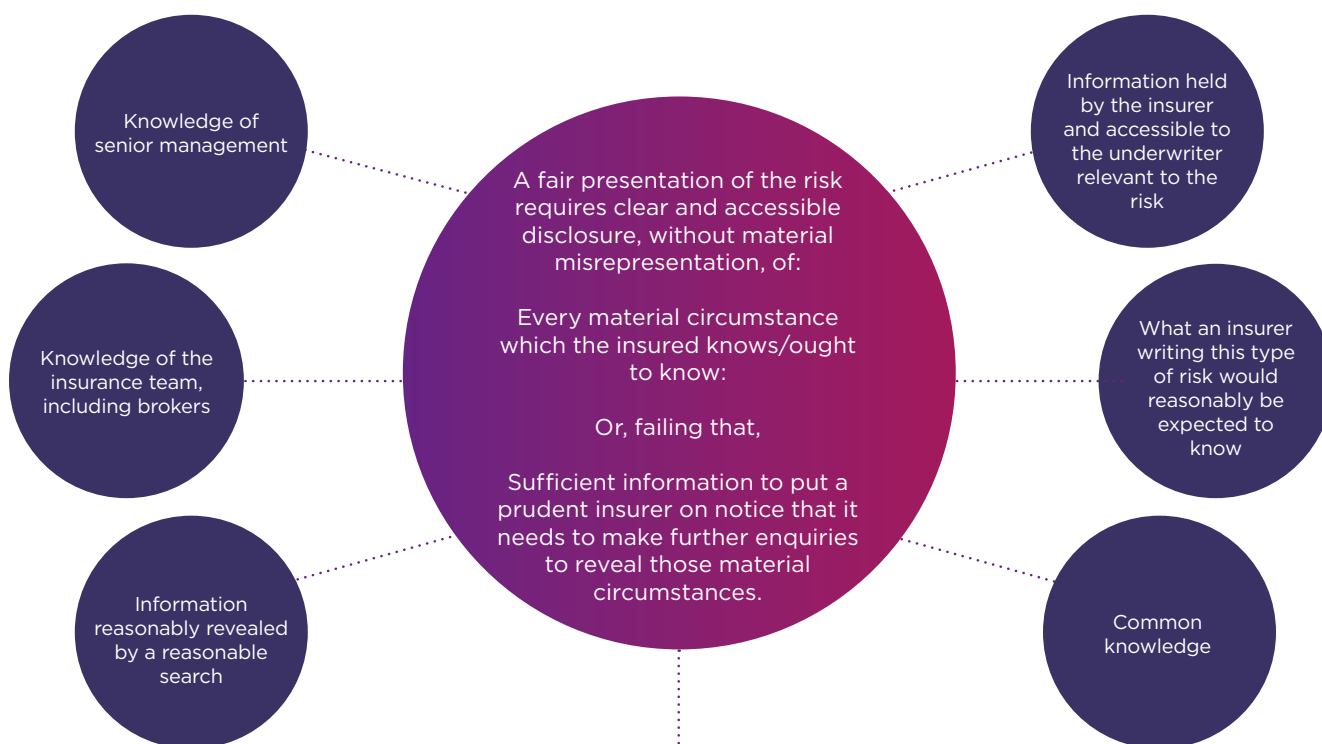 Knowledge of
senior management
Knowledge of the
insurance team,
including brokers
Information
reasonably revealed
by a reasonable
search
A fair presentation of the risk
requires clear and accessible
disclosure, without material
misrepresentation, of:
Every material circumstance
which the insured knows/ought
to know:
Or, failing that,
Sufficient information to put a
prudent insurer on notice that it
needs to make further enquiries
to reveal those material
circumstances.
Information held
by the insurer
and accessible to
the underwriter
relevant to the
risk
What an insurer
writing this type
of risk would
reasonably be
expected to
know
Common
knowledge